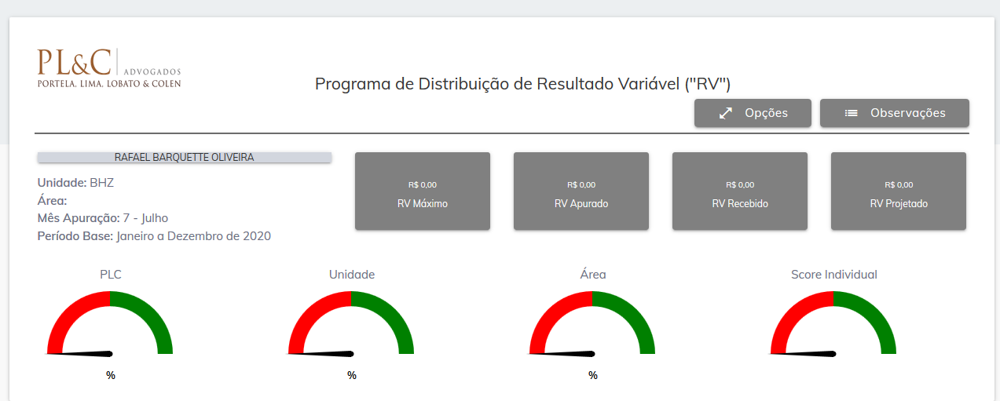 PL&C ADVOGADOS
PORTELA, LIMA, LOBATO & COLEN
Programa de Distribuição de Resultado Variável ("RV")
Opções
Observações
RAFAEL BARQUETTE OLIVEIRA
Unidade: BHZ
Área:
Mês Apuração: 7 - Julho
Período Base: Janeiro a Dezembro de 2020
R$ 0,00
RV Máximo
R$ 0,00
RV Apurado
R$ 0,00
RV Recebido
R$ 0,00
RV Projetado
PLC
%
Unidade
%
Área
%
Score Individual